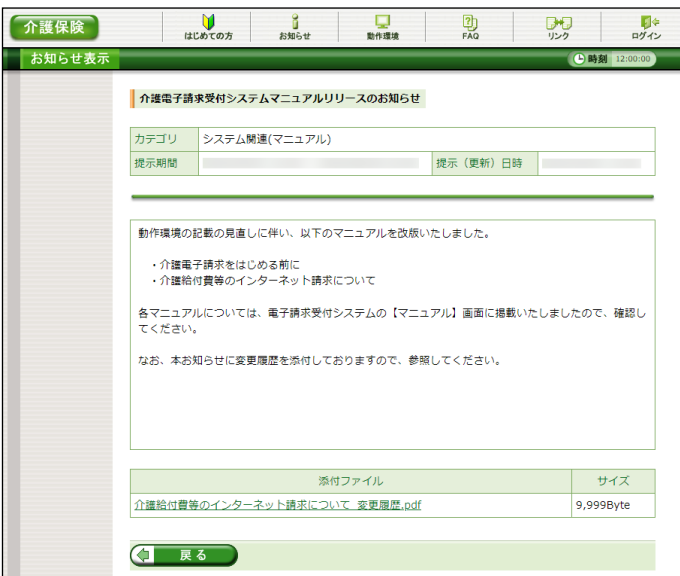 介護保険
はじめての方 お知らせ 動作環境 FAQ リンク ログイン
お知らせ表示
時刻 12:00:00
介護電子請求受付システムマニュアルリリースのお知らせ
カテゴリ システム関連(マニュアル)
提示期間 提示（更新）日時
動作環境の記載の見直しに伴い、以下のマニュアルを改版いたしました。
・介護電子請求をはじめる前に
・介護給付費等のインターネット請求について
各マニュアルについては、電子請求受付システムの【マニュアル】画面に掲載いたしましたので、確認し
てください。
なお、本お知らせに変更履歴を添付しておりますので、参照してください。
添付ファイル サイズ
介護給付費等のインターネット請求について_変更履歴.pdf 9,999Byte
戻る